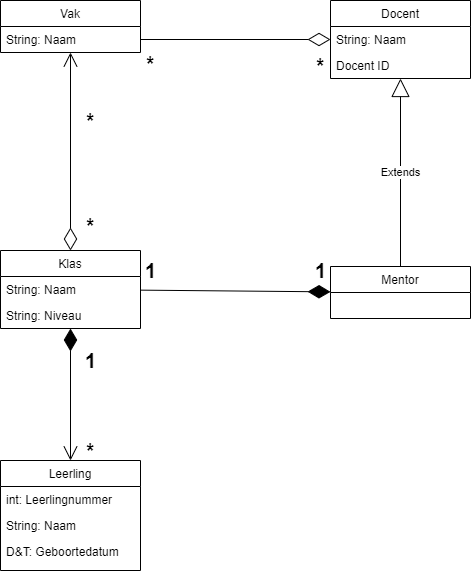 Vak
String: Naam
Docent
String: Naam
Docent ID
*
*
*
Extends
*
Klas
String: Naam
String: Niveau
1
1
Mentor
1
*
Leerling
int: Leerlingnummer
String: Naam
D&T: Geboortedatum